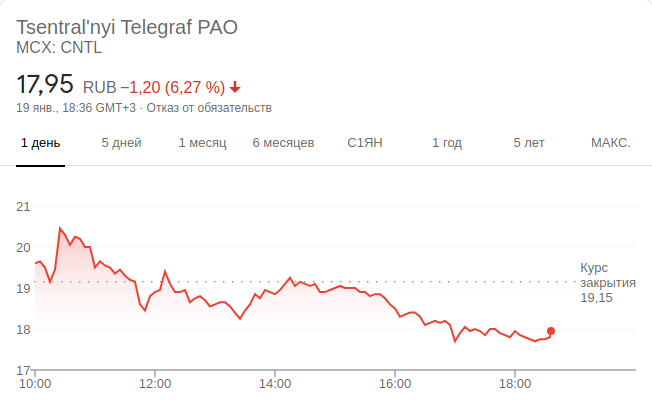 Tsentral'nyi Telegraf PAO
MCX: CNTL
17,95 RUB −1,20 (6,27 %)
19 янв., 18:36 GMT+3 · Отказ от обязательств
1 день 5 дней 1 месяц 6 месяцев С1ЯН 1 год 5 лет МАКС.
21
20
19
18
17
Курс
закрытия
19,15
10:00 12:00 14:00 16:00 18:00